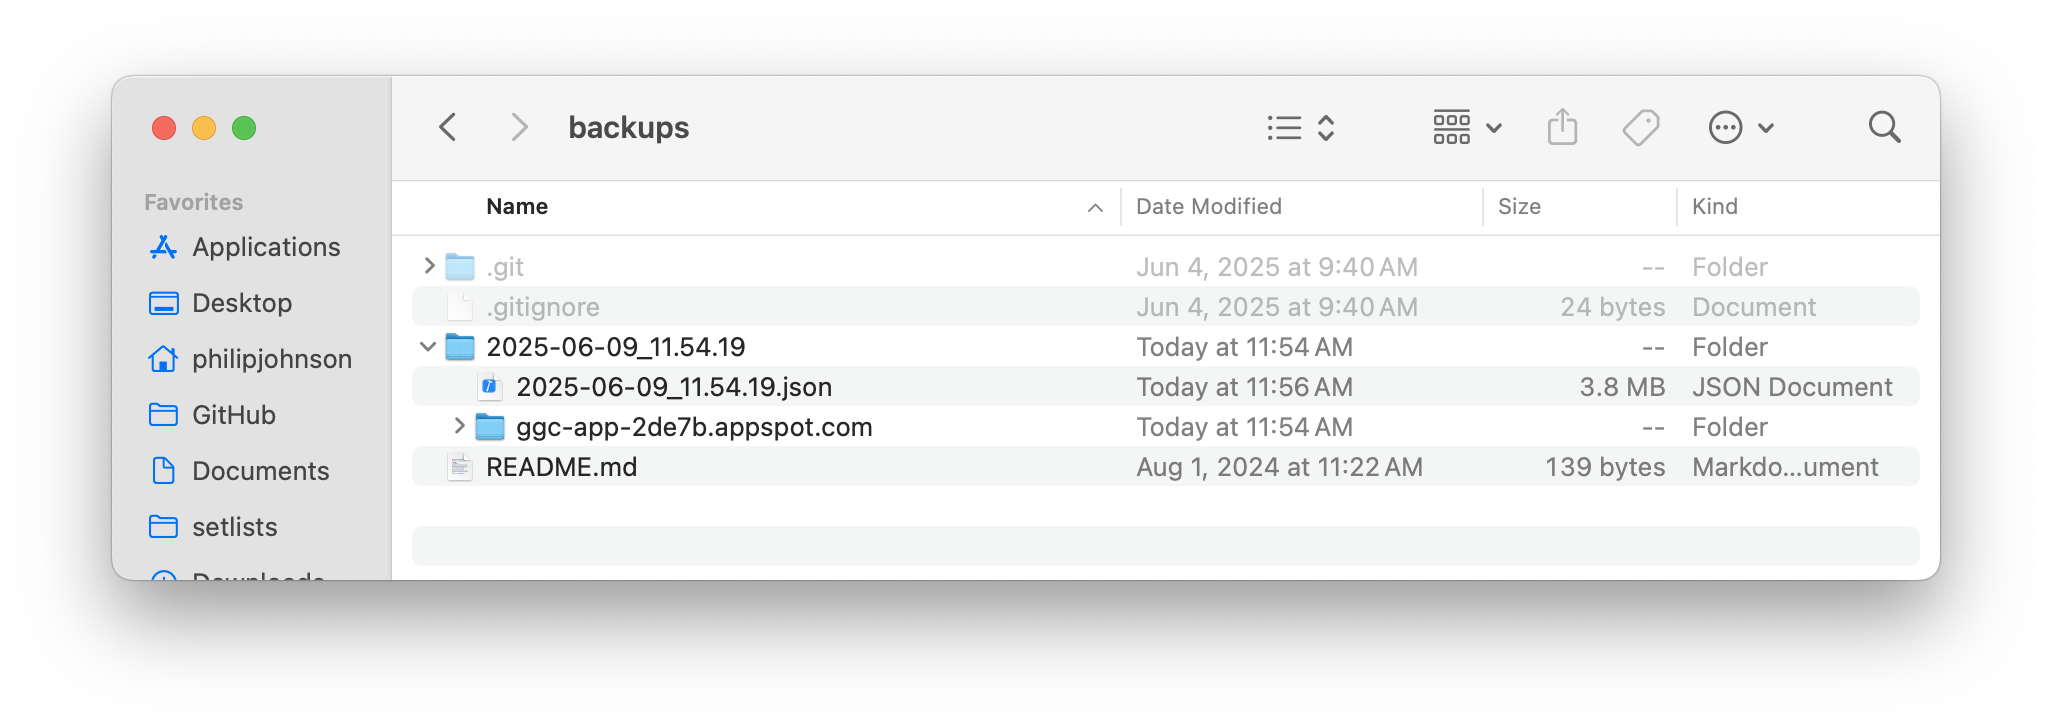 backups
Favorites
Applications
Desktop
philipjohnson
GitHub
Documents
setlists
Downloads
Name Date Modified Size Kind
.git Jun 4, 2025 at 9:40 AM -- Folder
.gitignore Jun 4, 2025 at 9:40 AM 24 bytes Document
2025-06-09_11.54.19 Today at 11:54 AM -- Folder
2025-06-09_11.54.19.json Today at 11:56 AM 3.8 MB JSON Document
ggc-app-2de7b.appspot.com Today at 11:54 AM -- Folder
README.md Aug 1, 2024 at 11:22 AM 139 bytes Markdo...ument